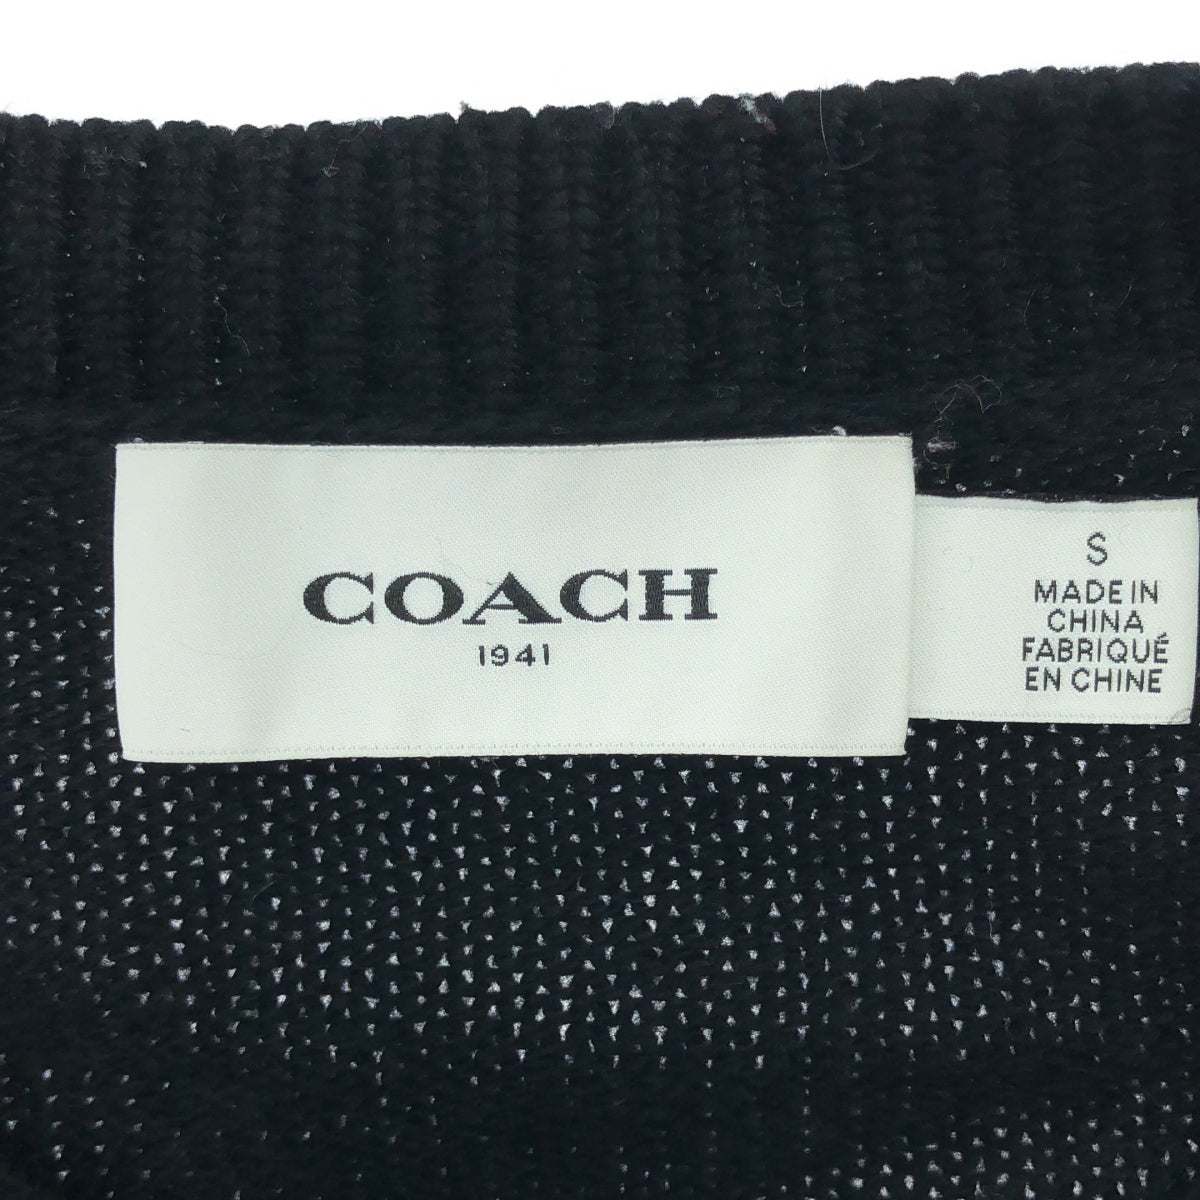 COACH
1941
S
MADE IN
CHINA
FABRIQUÉ
EN CHINE